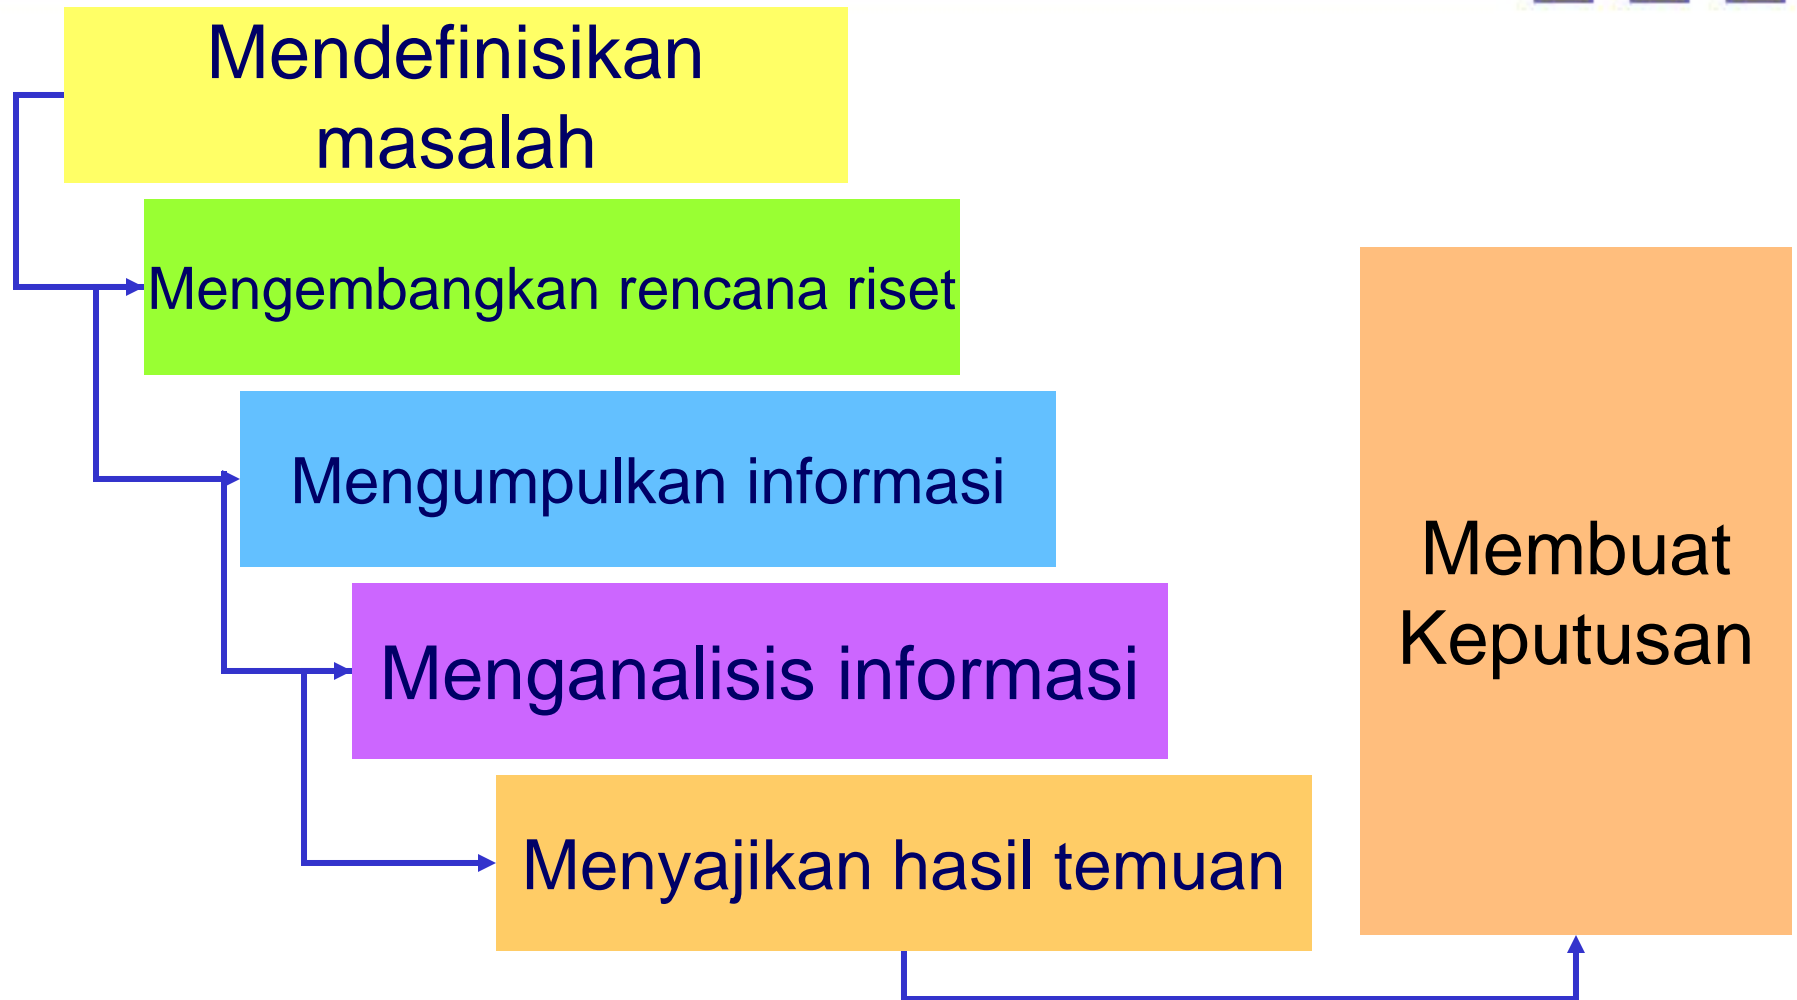 Mendefinisikan
masalah
Mengembangkan rencana riset
Mengumpulkan informasi
Menganalisis informasi
Menyajikan hasil temuan
Membuat
Keputusan